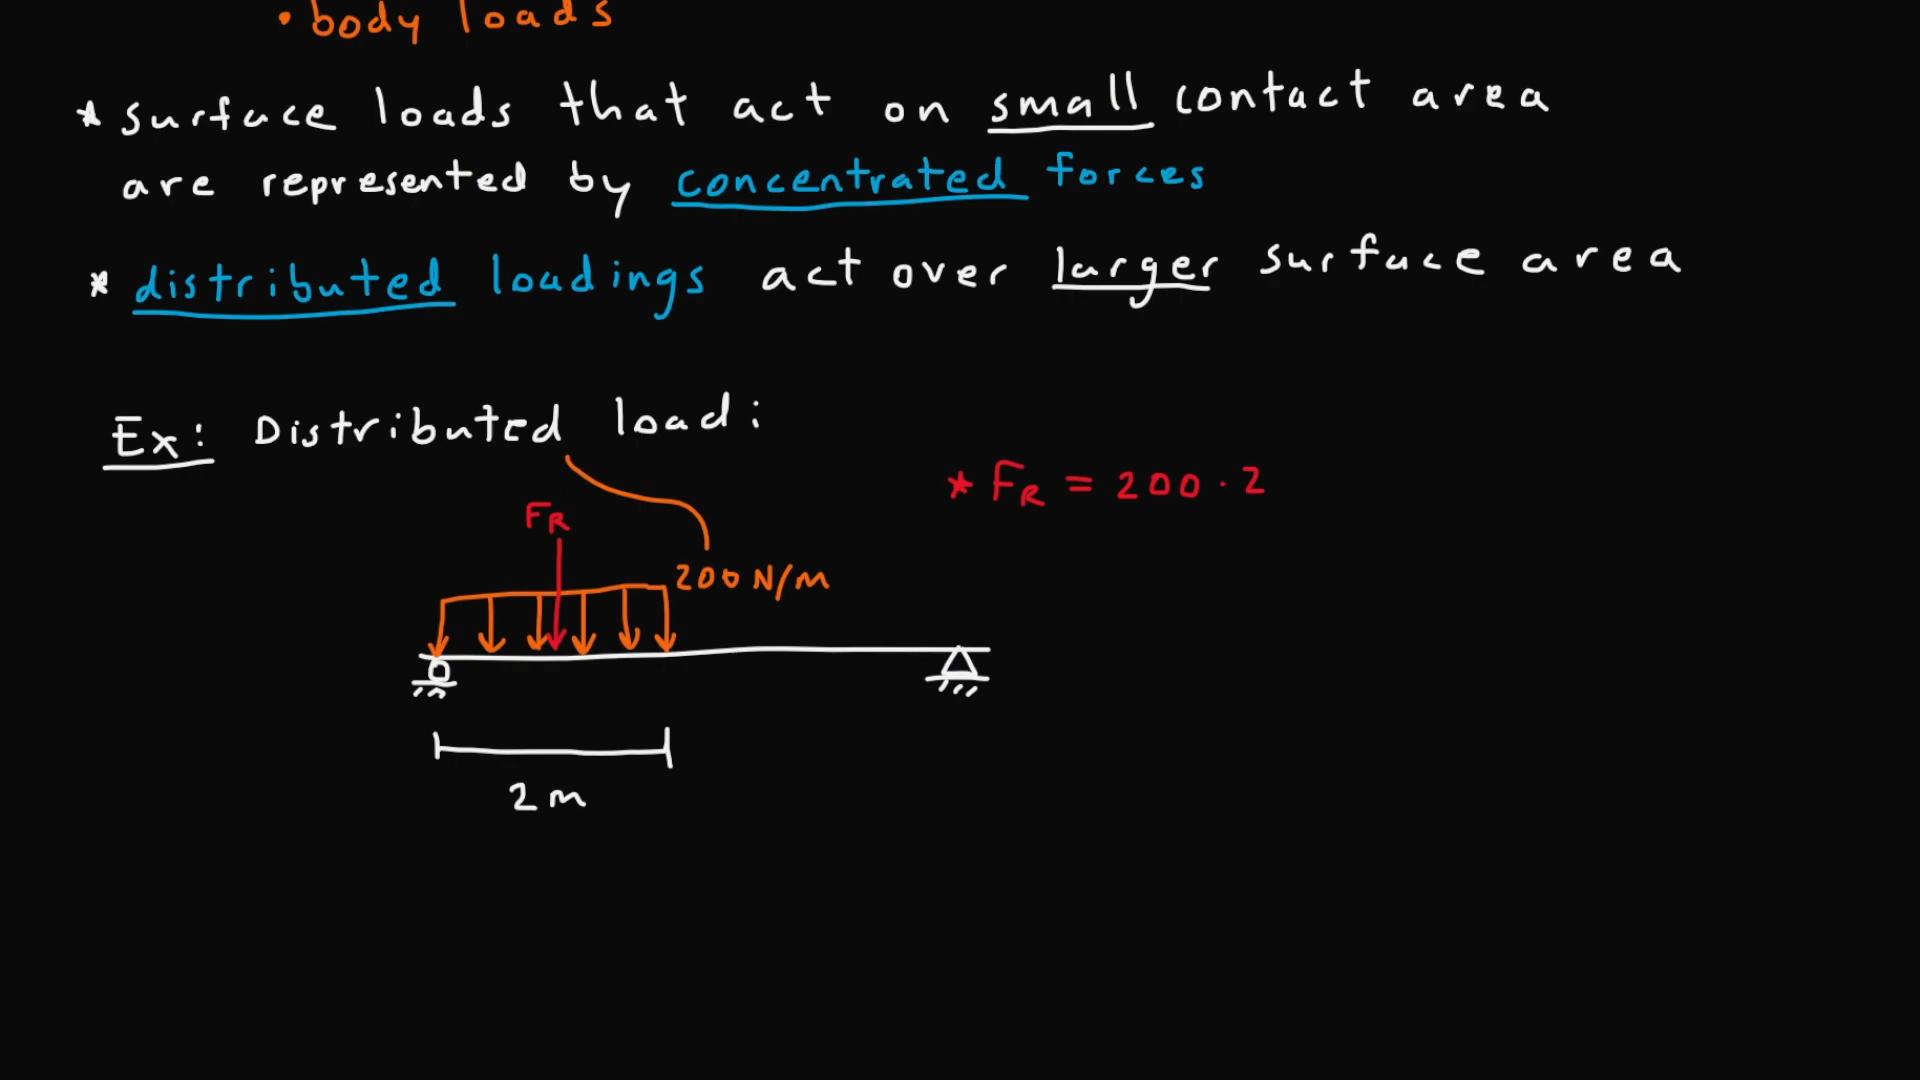 • body loads
* surface loads that act on small contact area
are represented by concentrated forces
* distributed loadings act over larger surface area
Ex: Distributed load:
* FR = 200 · 2
FR
200 N/m
2 m